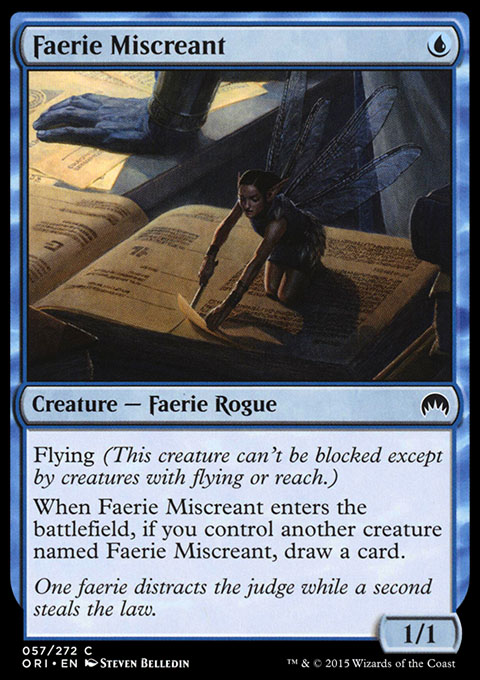 Faerie Miscreant
Creature — Faerie Rogue
Flying (This creature can't be blocked except
by creatures with flying or reach.)
When Faerie Miscreant enters the
battlefield, if you control another creature
named Faerie Miscreant, draw a card.
One faerie distracts the judge while a second
steals the law.
1/1
057/272 C
ORI • EN Steven Belledin
™ & © 2015 Wizards of the Coast